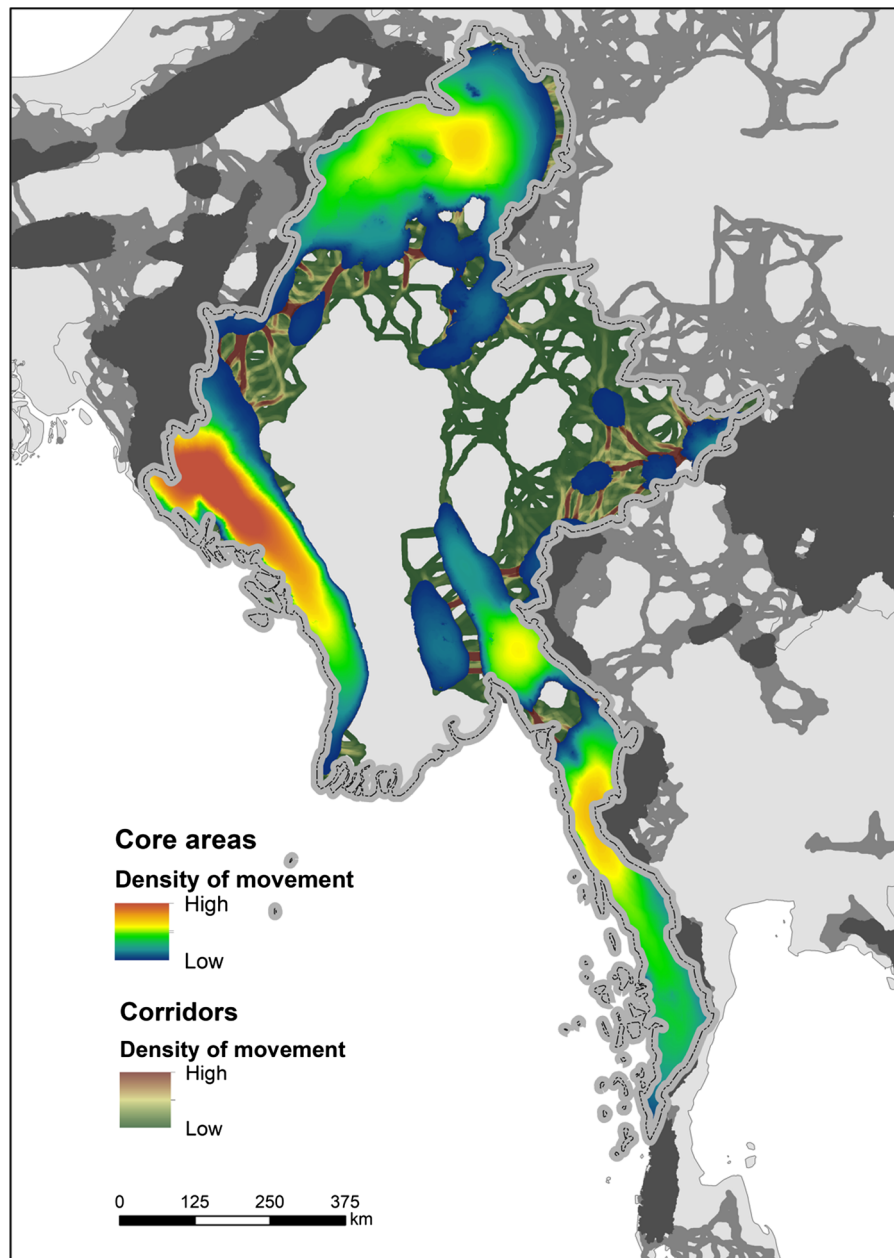 Core areas
Density of movement
High
Low
Corridors
Density of movement
High
Low
0 125 250 375
km